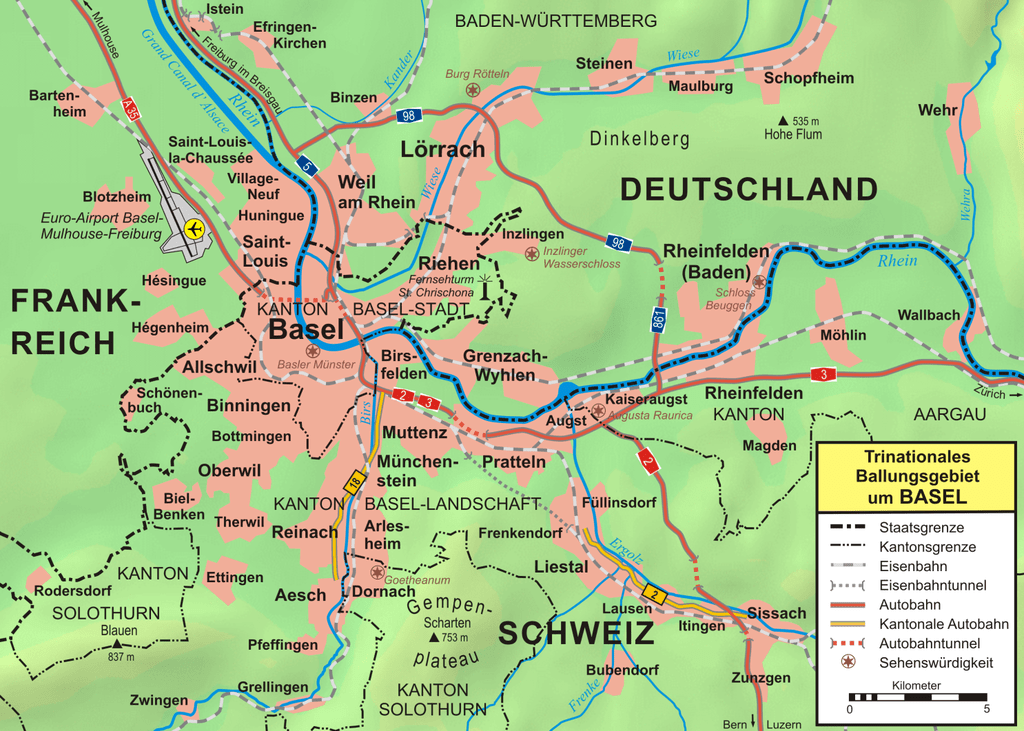 Istein
Mulhouse
Efringen-
Kirchen
BADEN-WÜRTTEMBERG
Freiburg im Breisgau
Grand Canal d'Alsace
Rhein
Kander
Wiese
Steinen
Burg Rötteln
Schopfheim
Maulburg
Barten-
heim
A 35
Binzen
98
535 m
Hohe Flum
Wehr
Dinkelberg
Saint-Louis-
la-Chaussée
Lörrach
5
Village-
Neuf
Weil
am Rhein
Wiese
DEUTSCHLAND
Wehra
Blotzheim
Euro-Airport Basel-
Mulhouse-Freiburg
Huningue
Saint-
Louis
Inzlingen
98
Inzlinger
Wasserschloss
Rheinfelden
(Baden)
Rhein
Riehen
Fernsehturm
St. Chrischona
Schloss
Beuggen
Hésingue
FRANK-
REICH
KANTON
BASEL-STADT
Basel
861
Wallbach
Hégenheim
Möhlin
Basler Münster
Birs-
felden
Grenzach-
Wyhlen
Allschwil
3
Zürich
Schönen-
buch
Binningen
Birs
2
3
Kaiseraugst
Augusta Raurica
Rheinfelden
KANTON
AARGAU
Augst
Bottmingen
Muttenz
Magden
Oberwil
München-
stein
Pratteln
2
18
Biel-
Benken
KANTON
BASEL-LANDSCHAFT
Füllinsdorf
Therwil
Reinach
Arles-
heim
Frenkendorf
Ergolz
KANTON
SOLOTHURN
Ettingen
Goetheanum
Liestal
Rodersdorf
Aesch
Dornach
2
Blauen
837 m
Gempen-
Scharten
753 m
plateau
Lausen
Itingen
Sissach
SCHWEIZ
Pfeffingen
Bubendorf
Zunzgen
Grellingen
Zwingen
KANTON
SOLOTHURN
Frenke
Bern
Luzern
Trinationales
Ballungsgebiet
um BASEL
Staatsgrenze
Kantonsgrenze
Eisenbahn
Eisenbahntunnel
Autobahn
Kantonale Autobahn
Autobahntunnel
Sehenswürdigkeit
Kilometer
0
5